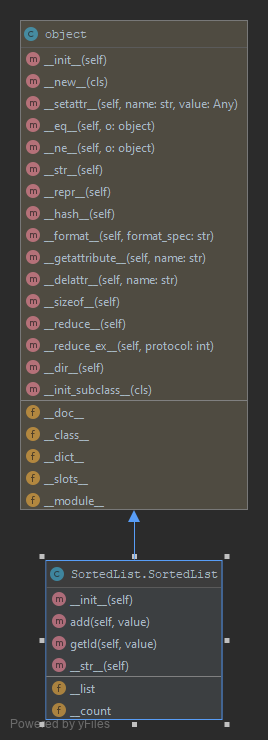 object
__init__(self)
__new__(cls)
__setattr__(self, name: str, value: Any)
__eq__(self, o: object)
__ne__(self, o: object)
__str__(self)
__repr__(self)
__hash__(self)
__format__(self, format_spec: str)
__getattribute__(self, name: str)
__delattr__(self, name: str)
__sizeof__(self)
__reduce__(self)
__reduce_ex__(self, protocol: int)
__dir__(self)
__init_subclass__(cls)
__doc__
__class__
__dict__
__slots__
__module__
SortedList.SortedList
__init__(self)
add(self, value)
getId(self, value)
__str__(self)
__list
__count
Powered by yFiles